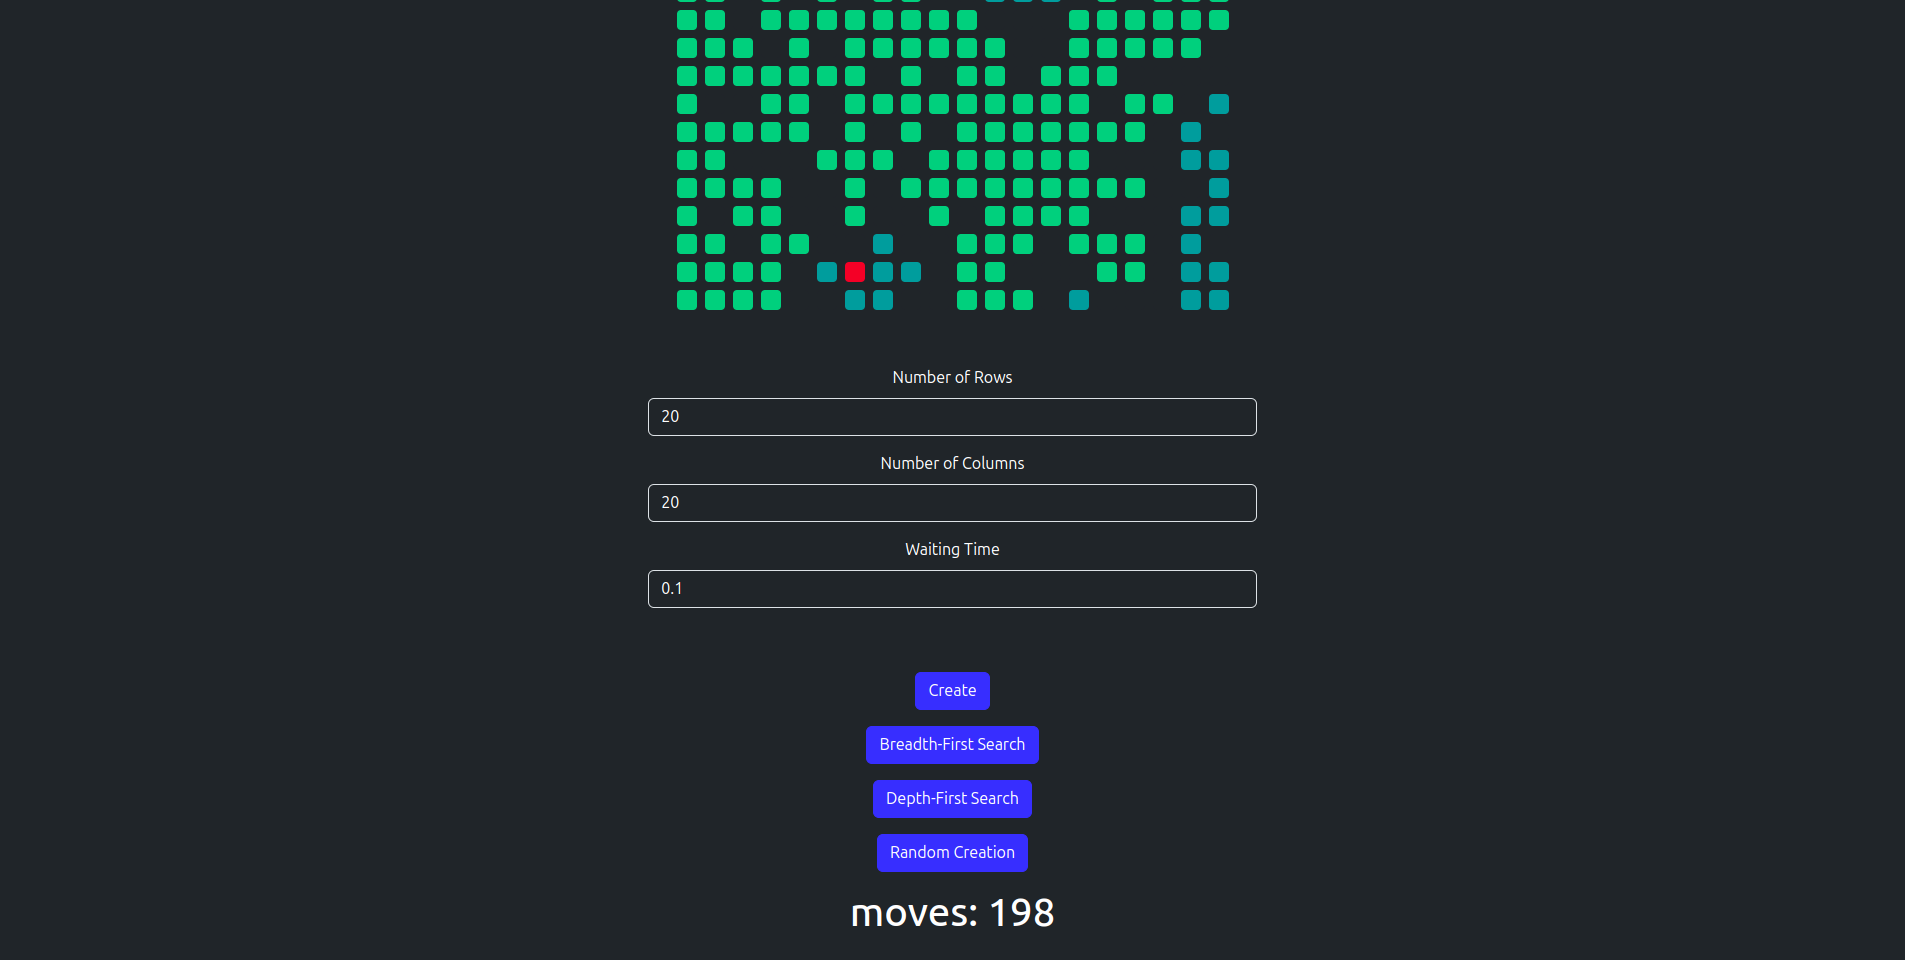 Number of Rows
20
Number of Columns
20
Waiting Time
0.1
Create
Breadth-First Search
Depth-First Search
Random Creation
moves: 198